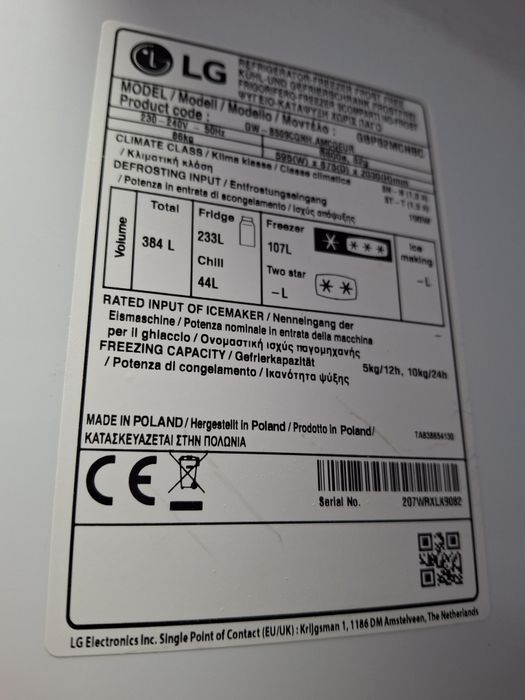 LG
REFRIGERATOR-FREEZER FROST FREE
KÜHL-UND GEFRIERSCHRANK FROSTFREI
FRIGORIFERO FREEZER NO-FROST
ΨΥΓΕΙΟ-ΚΑΤΑΨΥΞΗ ΧΩΡΙΣ ΠΑΓΟ
MODEL / Modell / Modello / Μοντέλο :
Product code :
230-240V ~ 50Hz
86kg
595(W) x 675(D) x 2030(H)mm
CLIMATE CLASS / Klima klasse / Classe climatica
/ Κλιματική κλάση
DEFROSTING INPUT / Entfrostungseingang
/ Potenza in entrata di scongelamento / Ισχύς απόψυξης
Volume
Total
384 L
Fridge
233L
Chill
44L
Freezer
107L
Two star
-L
Ice
making
-L
RATED INPUT OF ICEMAKER / Nenneingang der
Eismaschine / Potenza nominale in entrata della macchina
per il ghiaccio / Ονομαστική ισχύς παγομηχανής
-
FREEZING CAPACITY / Gefrierkapazität
/ Potenza di congelamento / Ικανότητα ψύξης
5kg/12h, 10kg/24h
MADE IN POLAND / Hergestellt in Poland / Prodotto in Poland/
ΚΑΤΑΣΚΕΥΑΖΕΤΑΙ ΣΤΗΝ ΠΟΛΩΝΙΑ
CE
Serial No.
207WRXLK9082
LG Electronics Inc. Single Point of Contact (EU/UK) : Krijgsman 1, 1186 DM Amstelveen, The Netherlands